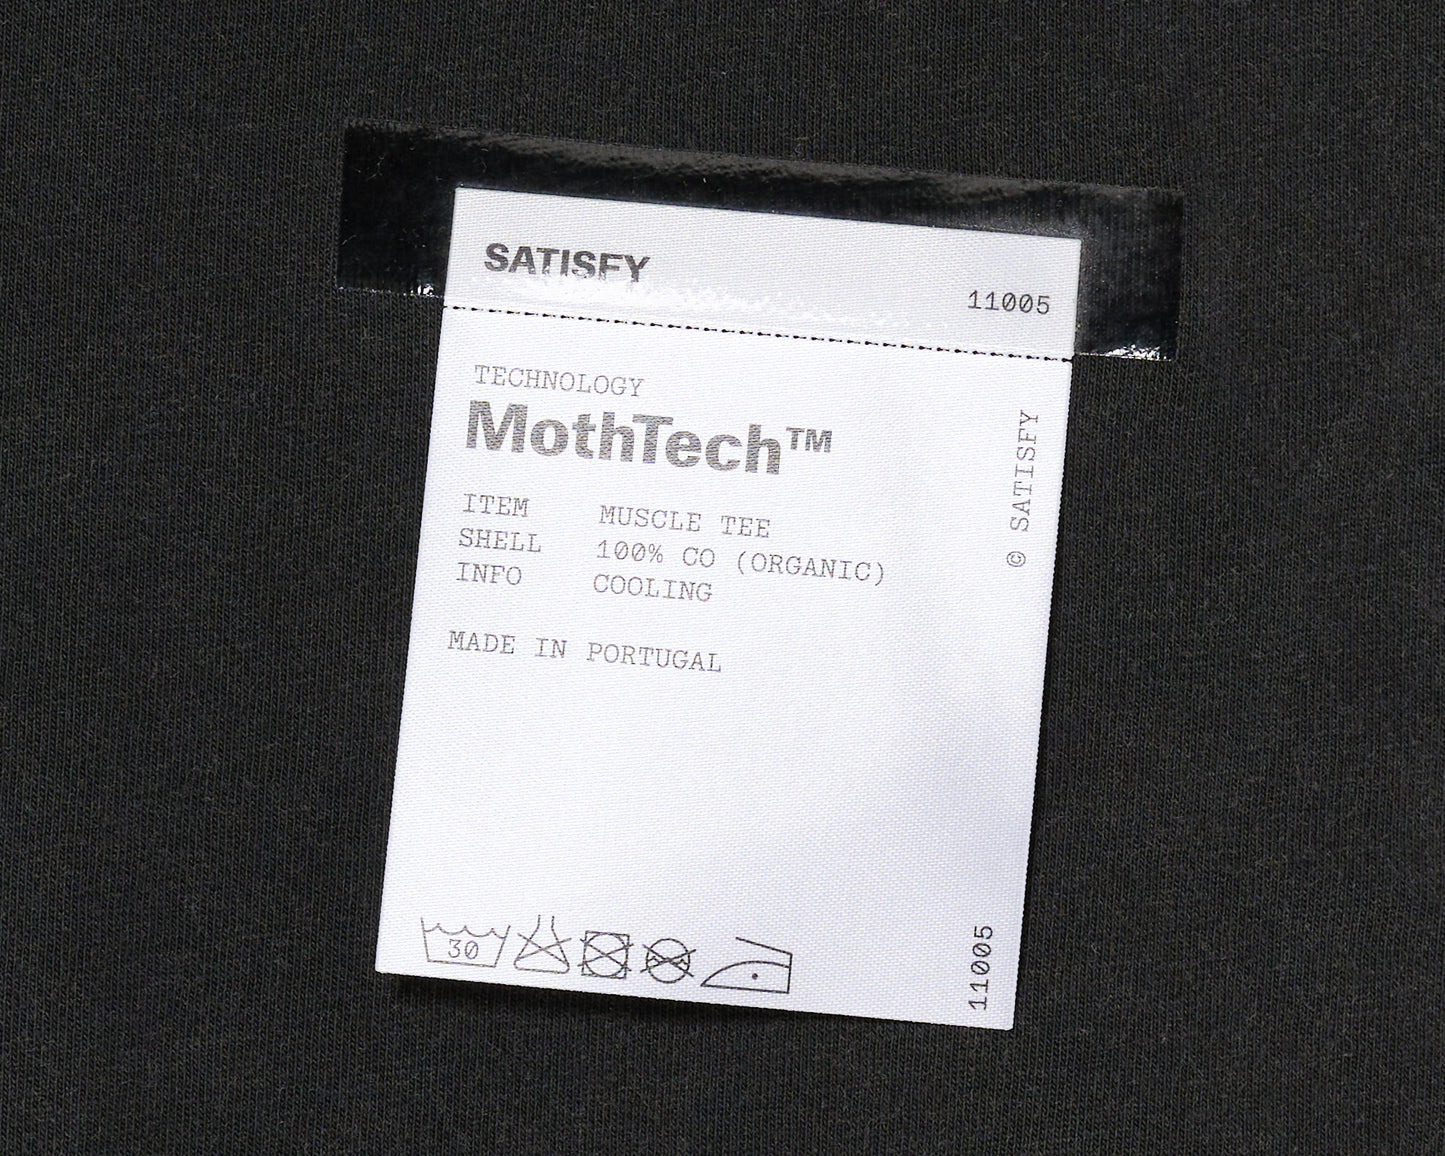 SATISFY
11005
TECHNOLOGY
MothTech™
ITEM MUSCLE TEE
SHELL 100% CO (ORGANIC)
INFO COOLING
MADE IN PORTUGAL
© SATISFY
30
11005